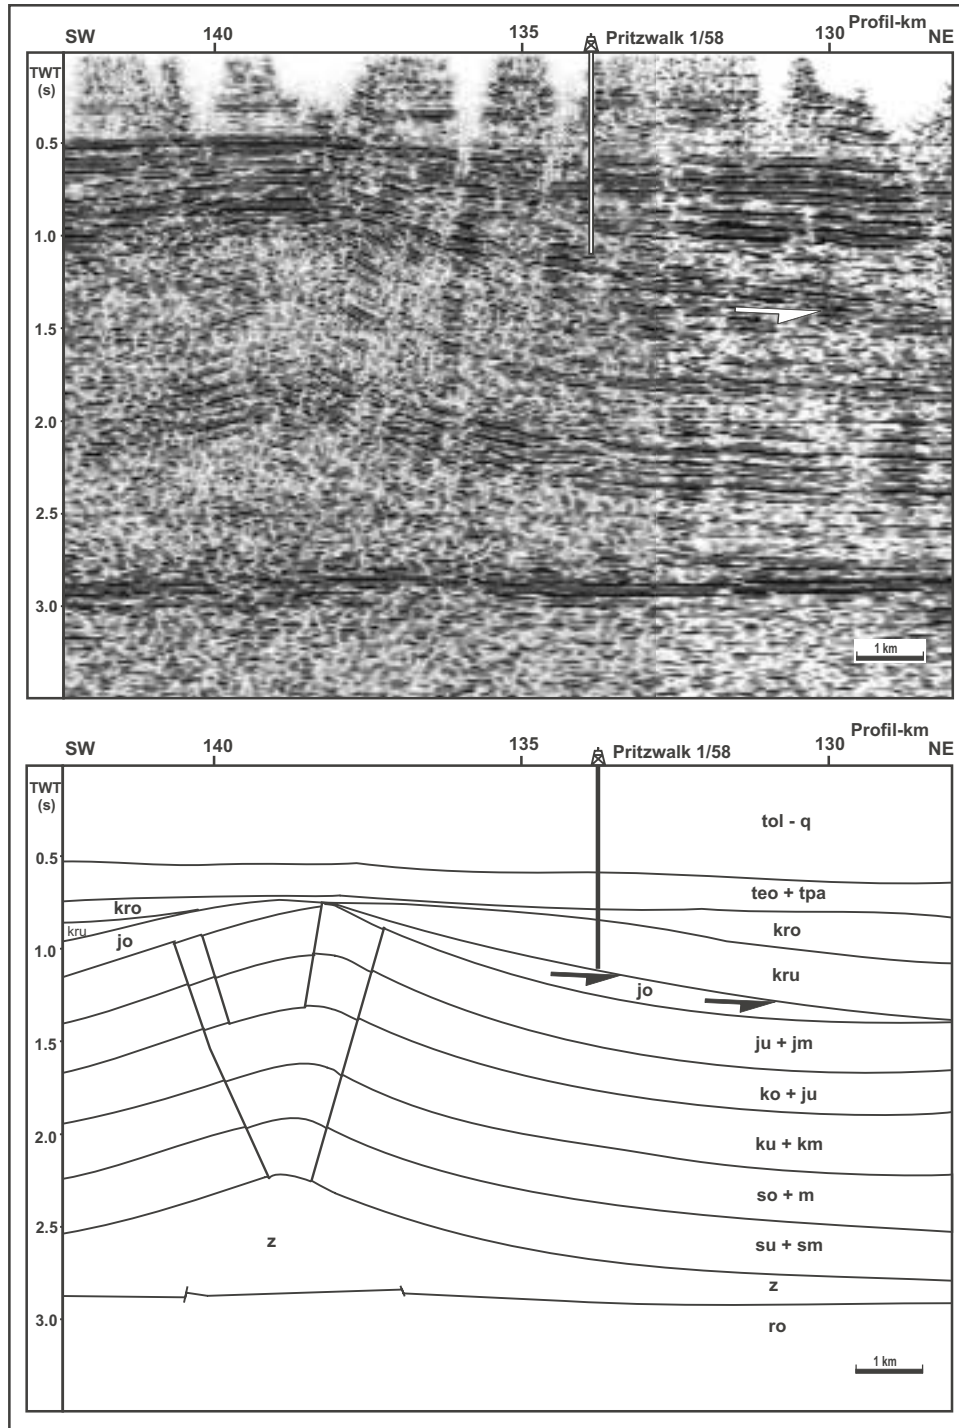 Profil-km
SW 140 135 Pritzwalk 1/58 130 NE
TWT
(s)
0.5
1.0
1.5
2.0
2.5
3.0
1 km
Profil-km
SW 140 135 Pritzwalk 1/58 130 NE
TWT
(s)
tol - q
0.5
teo + tpa
kro
kro
kru
jo
1.0
kru
jo
ju + jm
1.5
ko + ju
2.0
ku + km
so + m
2.5
su + sm
z
z
3.0
ro
1 km